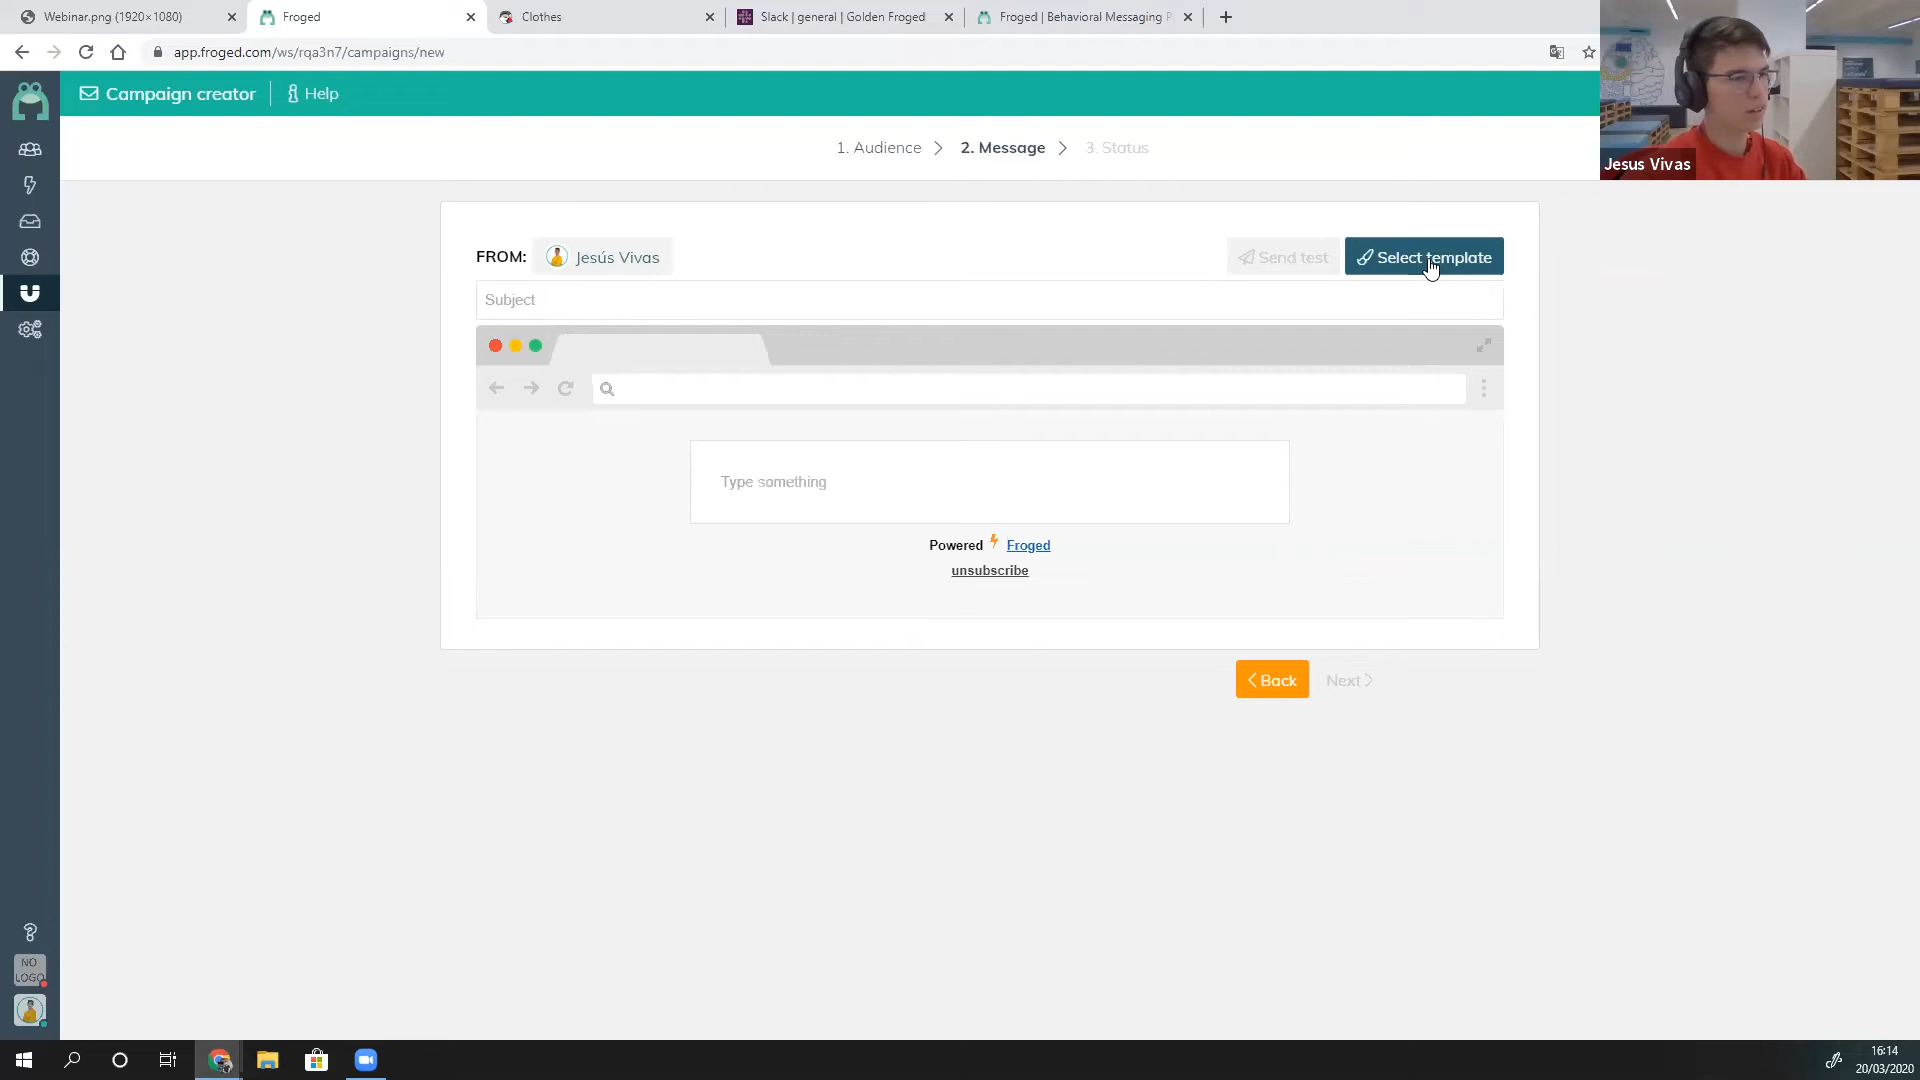 Webinar.png (1920×1080)
Froged
Clothes
Slack | general | Golden Froged
Froged | Behavioral Messaging P
app.froged.com/ws/rqa3n7/campaigns/new
Campaign creator
Help
1. Audience
2. Message
3. Status
Jesus Vivas
FROM:
Jesús Vivas
Send test
Select template
Subject
Type something
Powered
Froged
unsubscribe
Back
Next
NO
LOGO
16:14
20/03/2020